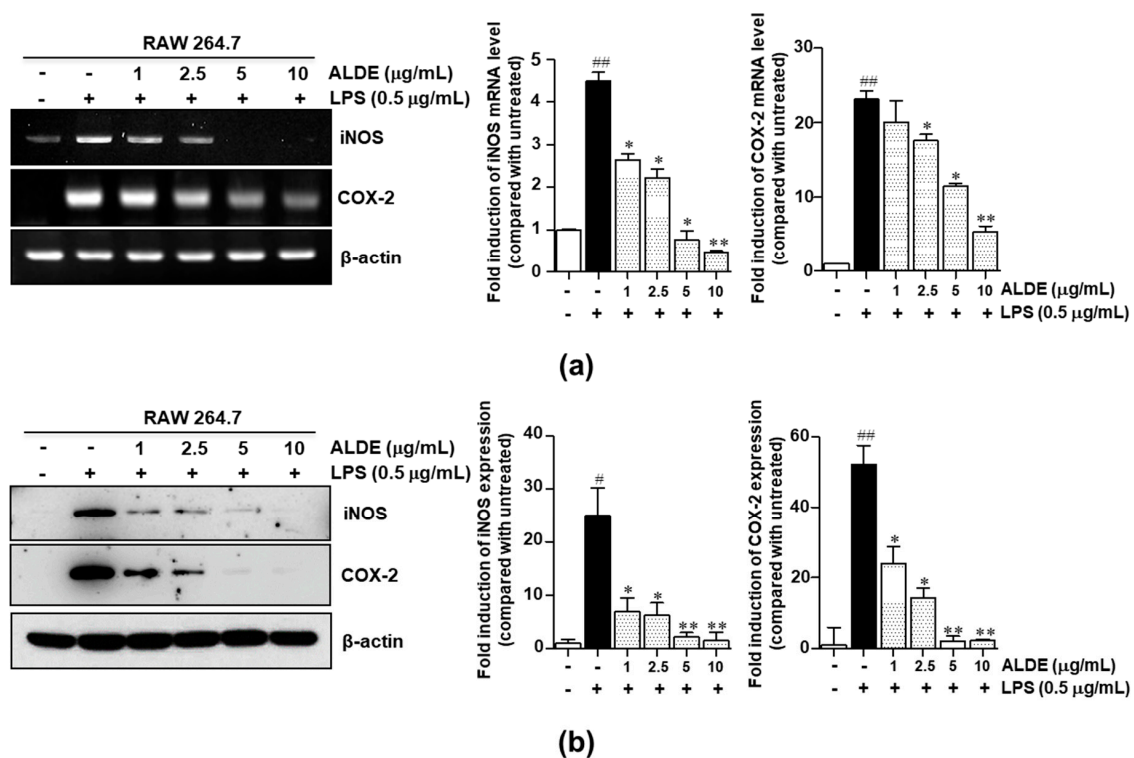 RAW 264.7
- - 1 2.5 5 10 ALDE (μg/mL)
- + + + + + LPS (0.5 μg/mL)
iNOS
COX-2
β-actin
Fold induction of iNOS mRNA level
(compared with untreated)
5
4
3
2
1
0
##
*
*
*
**
- - 1 2.5 5 10
- + + + + +
Fold induction of COX-2 mRNA level
(compared with untreated)
30
20
10
0
##
*
*
**
- - 1 2.5 5 10 ALDE (μg/mL)
- + + + + + LPS (0.5 μg/mL)
(a)
RAW 264.7
- - 1 2.5 5 10 ALDE (μg/mL)
- + + + + + LPS (0.5 μg/mL)
iNOS
COX-2
β-actin
Fold induction of iNOS expression
(compared with untreated)
40
30
20
10
0
#
*
*
**
**
- - 1 2.5 5 10
- + + + + +
Fold induction of COX-2 expression
(compared with untreated)
60
40
20
0
##
*
*
**
**
- - 1 2.5 5 10 ALDE (μg/mL)
- + + + + + LPS (0.5 μg/mL)
(b)